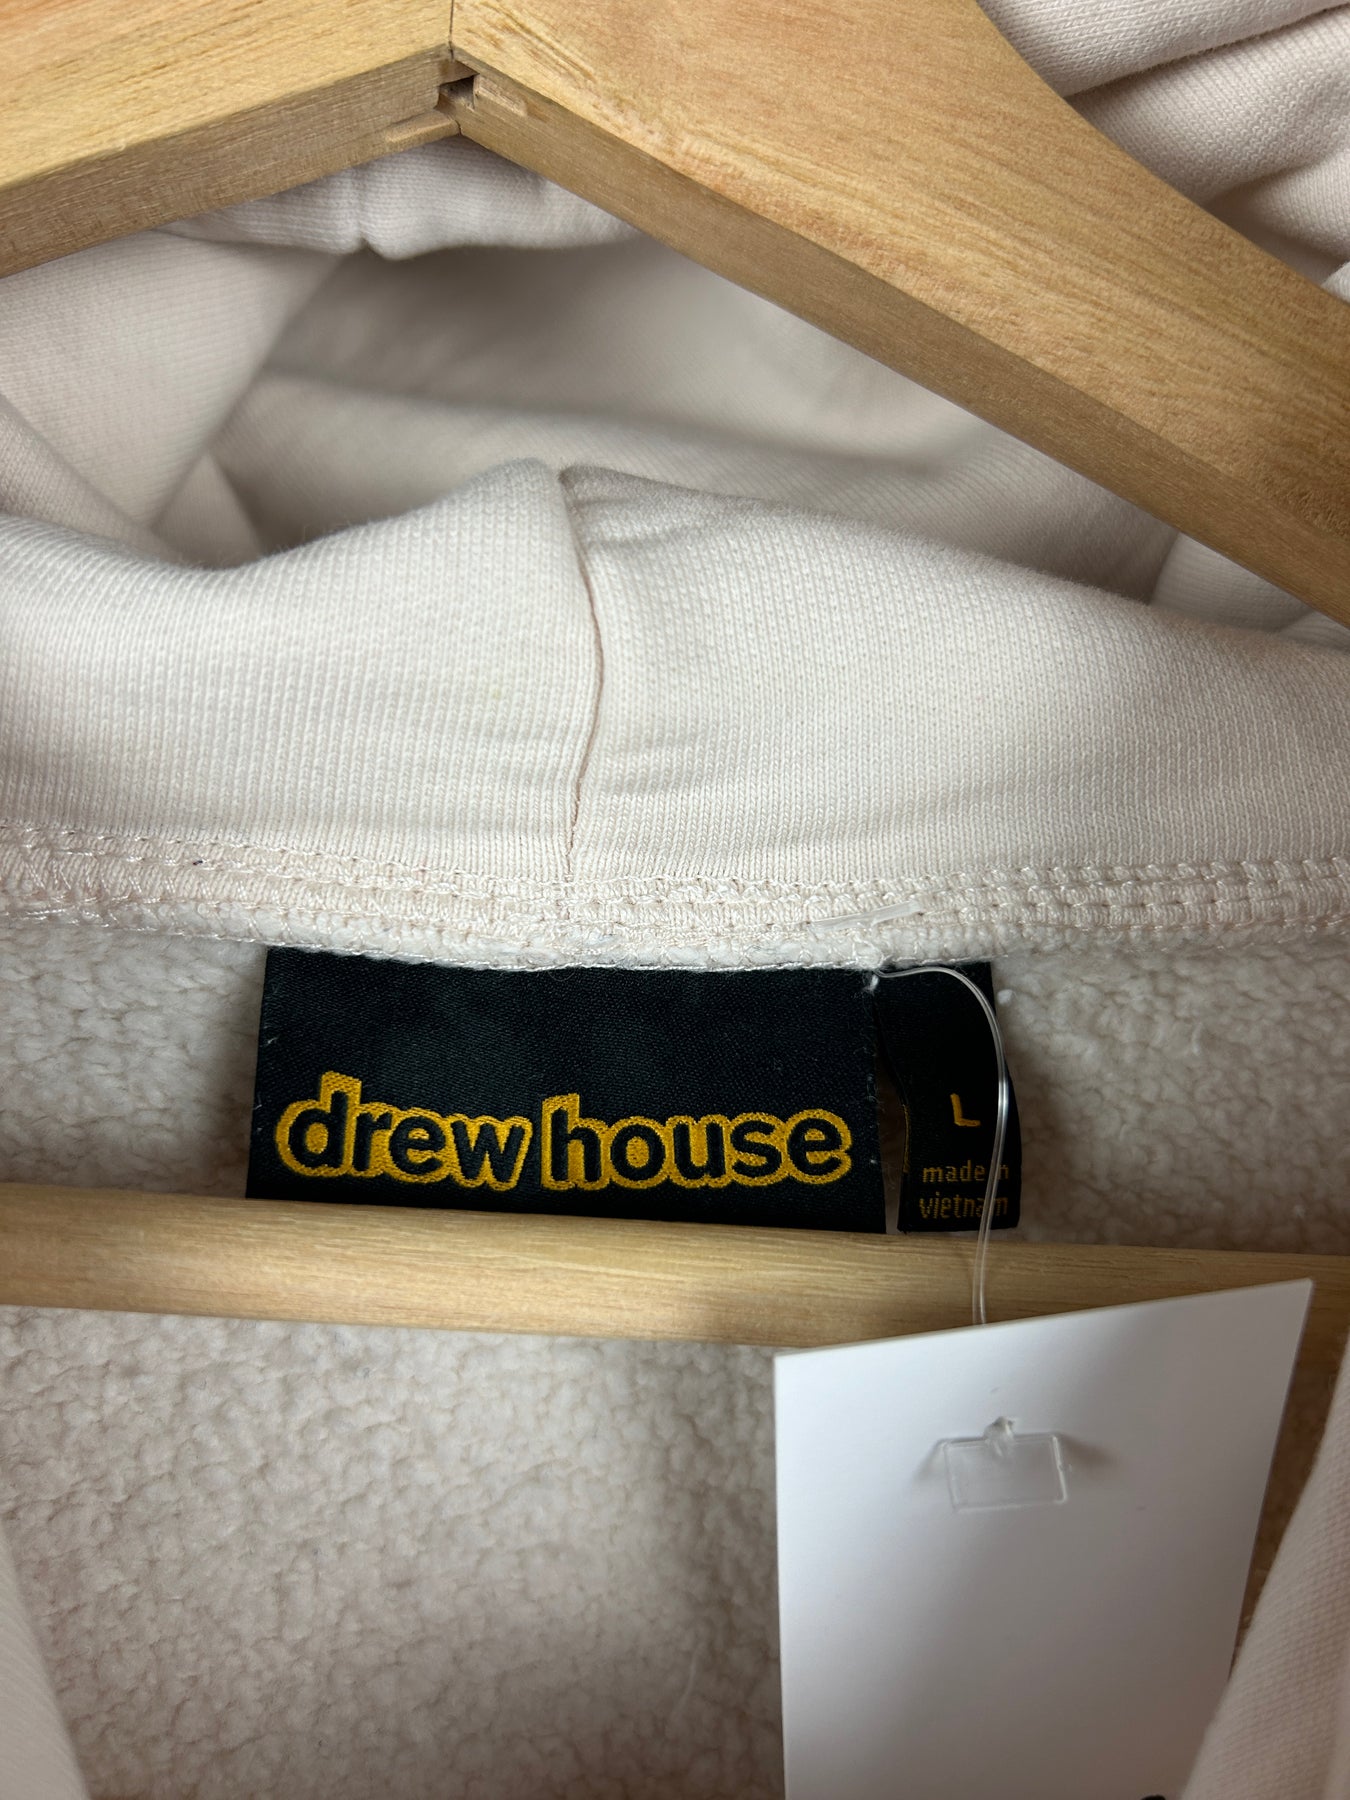 drew house
L
made in
vietnam